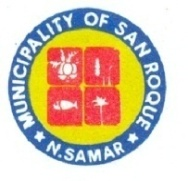 MUNICIPALITY OF SAN ROQUE
N. SAMAR